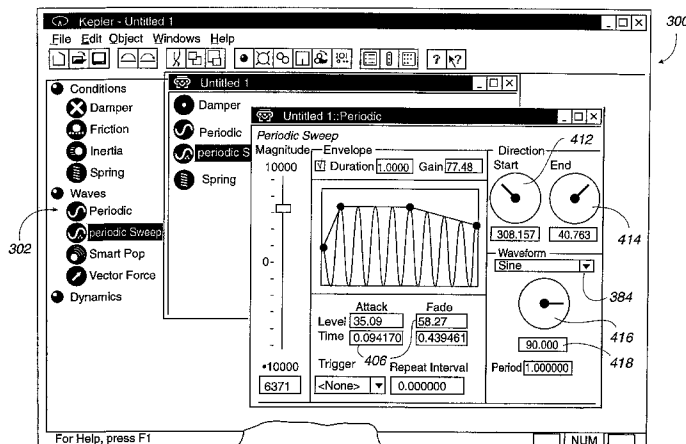 Kepler - Untitled 1
300
File Edit Object Windows Help
? ?
Conditions
Damper
Friction
Inertia
Spring
Waves
Periodic
periodic Sweep
Smart Pop
Vector Force
Dynamics
302
Untitled 1
Damper
Periodic
periodic S
Spring
Untitled 1::Periodic
Periodic Sweep
Magnitude
10000
0-
•10000
6371
Envelope
Duration 1.0000 Gain 77.48
Attack Fade
Level 35.09 58.27
Time 0.094170 0.439461
406
Trigger Repeat Interval
<None> 0.000000
Direction
412
Start End
414
308.157 40.763
Waveform
Sine
384
416
90.000
418
Period 1.000000
For Help, press F1
NUM